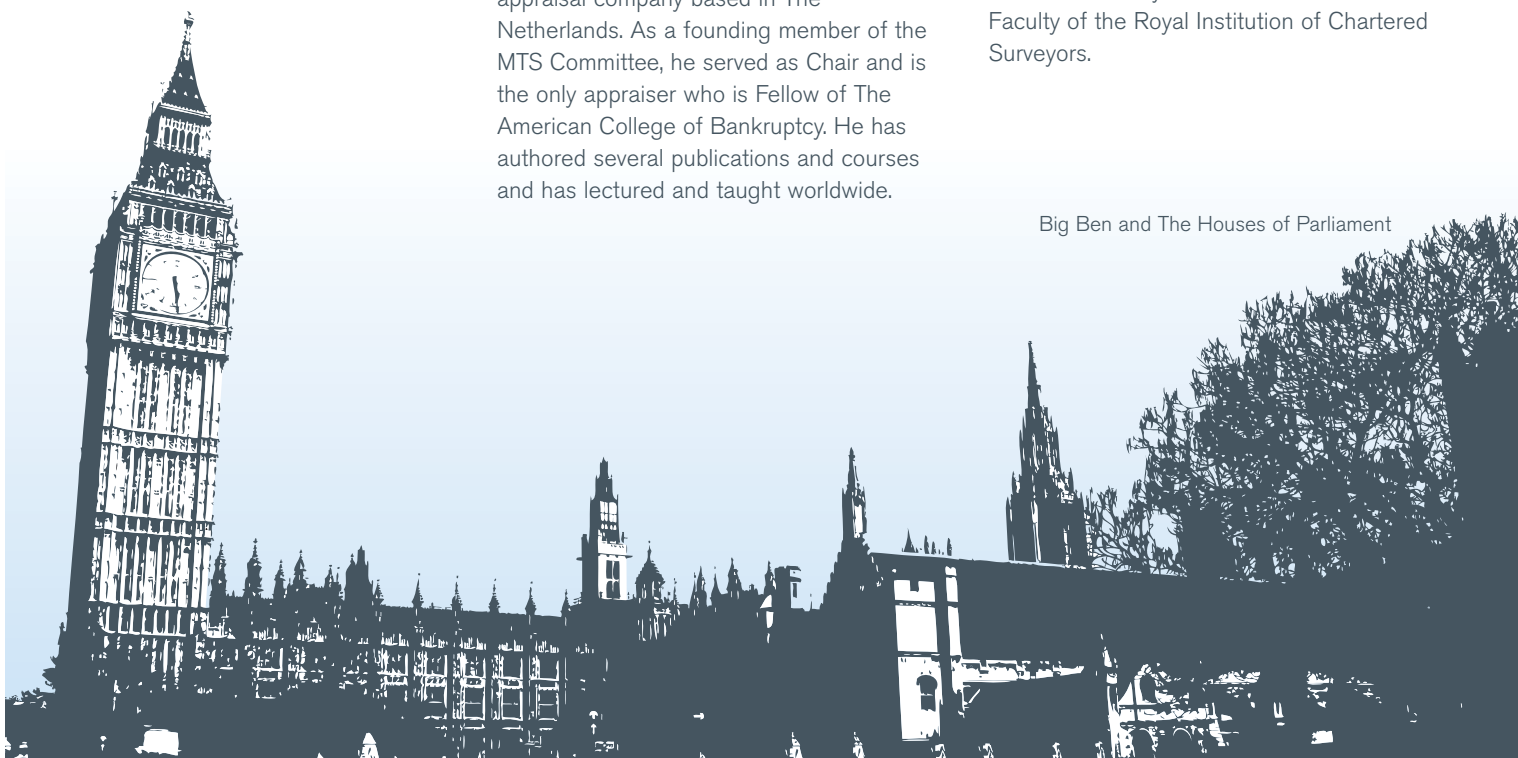 appraisal company based in The
Netherlands. As a founding member of the
MTS Committee, he served as Chair and is
the only appraiser who is Fellow of The
American College of Bankruptcy. He has
authored several publications and courses
and has lectured and taught worldwide.
Faculty of the Royal Institution of Chartered
Surveyors.
Big Ben and The Houses of Parliament